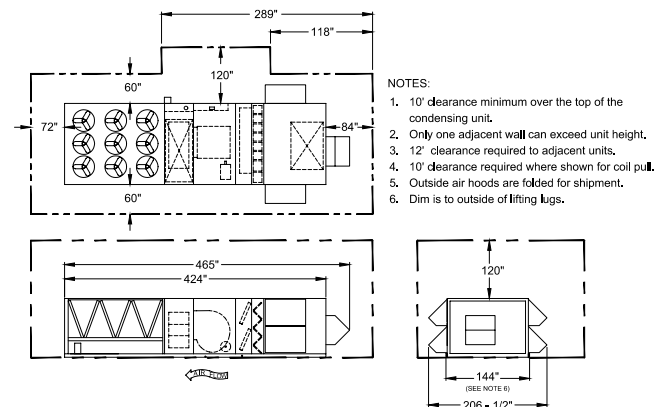 289"
118"
120"
60"
72"
84"
60"
NOTES:
1. 10' clearance minimum over the top of the
condensing unit.
2. Only one adjacent wall can exceed unit height.
3. 12' clearance required to adjacent units.
4. 10' clearance required where shown for coil pull.
5. Outside air hoods are folded for shipment.
6. Dim is to outside of lifting lugs.
465"
424"
120"
AIR FLOW
144"
(SEE NOTE 6)
206 - 1/2"